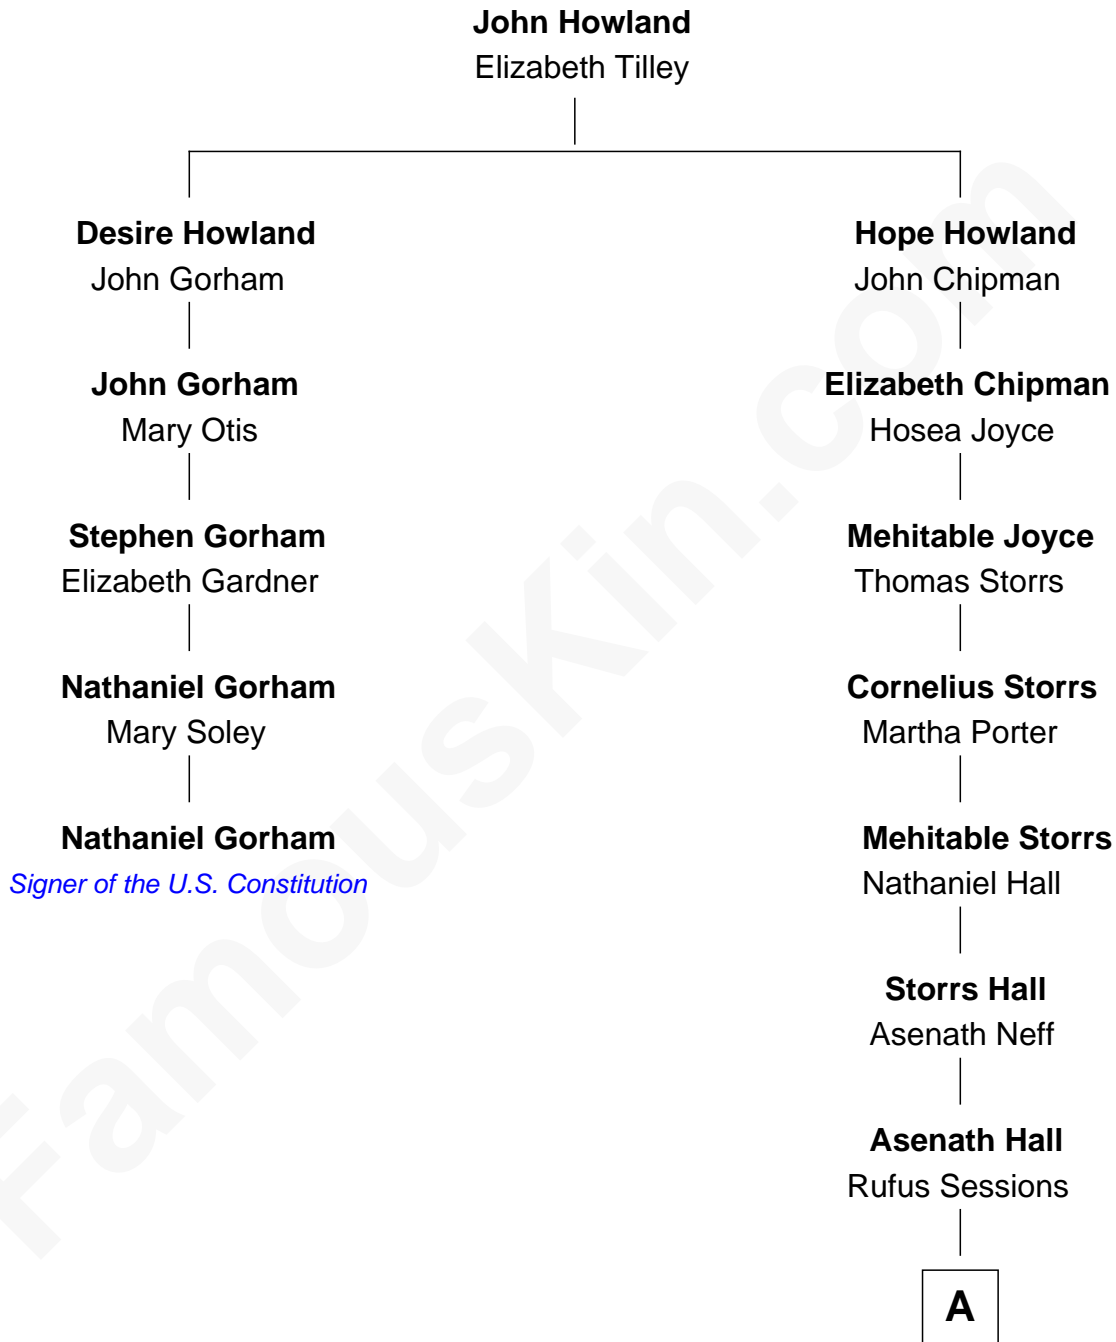 John Howland
Elizabeth Tilley
Desire Howland
John Gorham
Hope Howland
John Chipman
John Gorham
Mary Otis
Elizabeth Chipman
Hosea Joyce
Stephen Gorham
Elizabeth Gardner
Mehitable Joyce
Thomas Storrs
Nathaniel Gorham
Mary Soley
Cornelius Storrs
Martha Porter
Nathaniel Gorham
Signer of the U.S. Constitution
Mehitable Storrs
Nathaniel Hall
Storrs Hall
Asenath Neff
Asenath Hall
Rufus Sessions
A
FamousKin.com